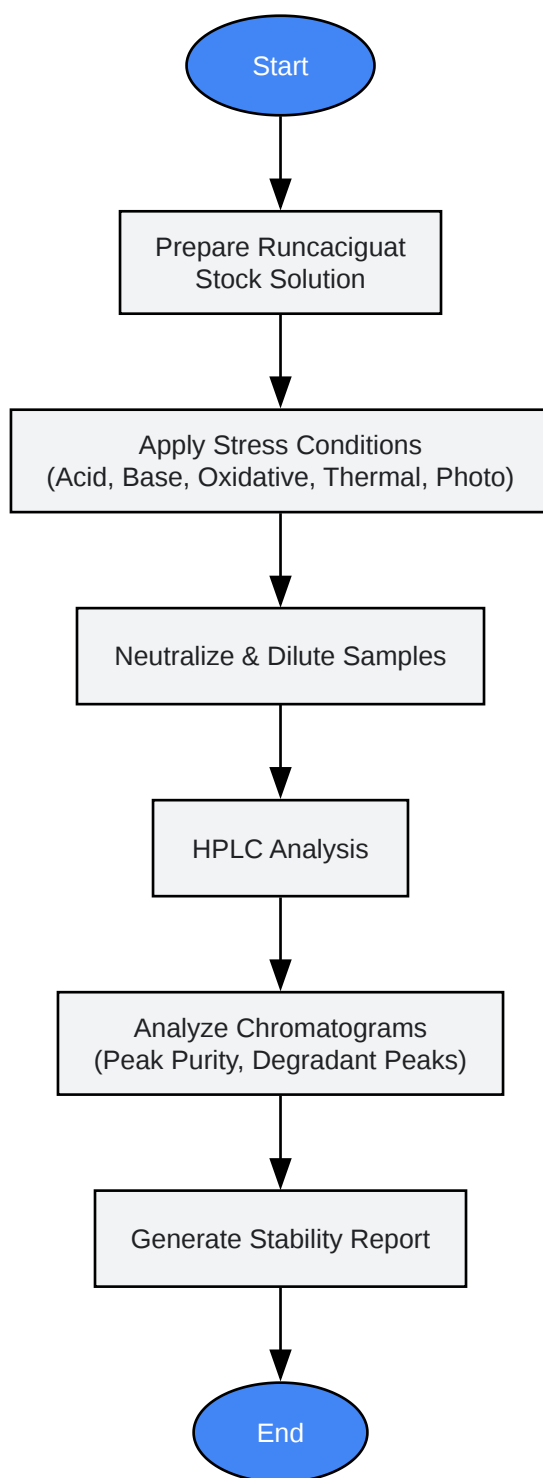 Start
Prepare Runcaciguat
Stock Solution
Apply Stress Conditions
(Acid, Base, Oxidative, Thermal, Photo)
Neutralize & Dilute Samples
HPLC Analysis
Analyze Chromatograms
(Peak Purity, Degradant Peaks)
Generate Stability Report
End